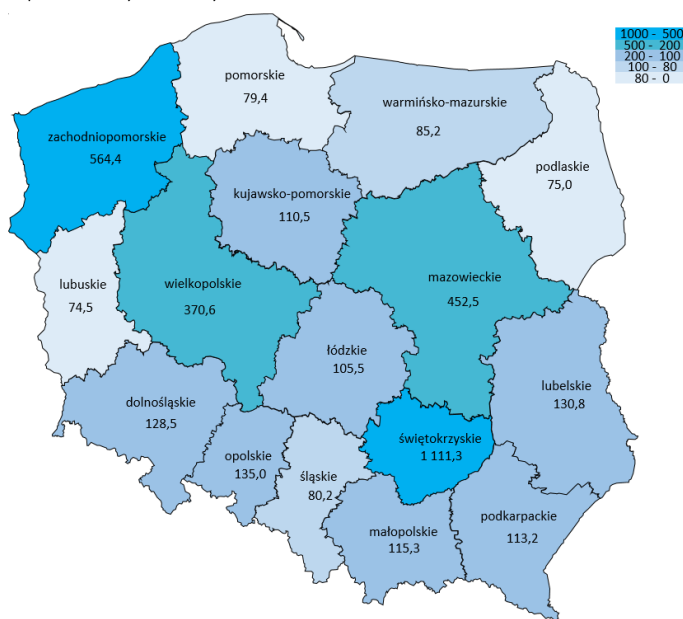 1000 - 500
500 - 200
200 - 100
100 - 80
80 - 0
pomorskie
79,4
warmińsko-mazurskie
85,2
zachodniopomorskie
564,4
podlaskie
75,0
kujawsko-pomorskie
110,5
lubuskie
74,5
wielkopolskie
370,6
mazowieckie
452,5
łódzkie
105,5
lubelskie
130,8
dolnośląskie
128,5
opolskie
135,0
śląskie
80,2
świętokrzyskie
1 111,3
małopolskie
115,3
podkarpackie
113,2